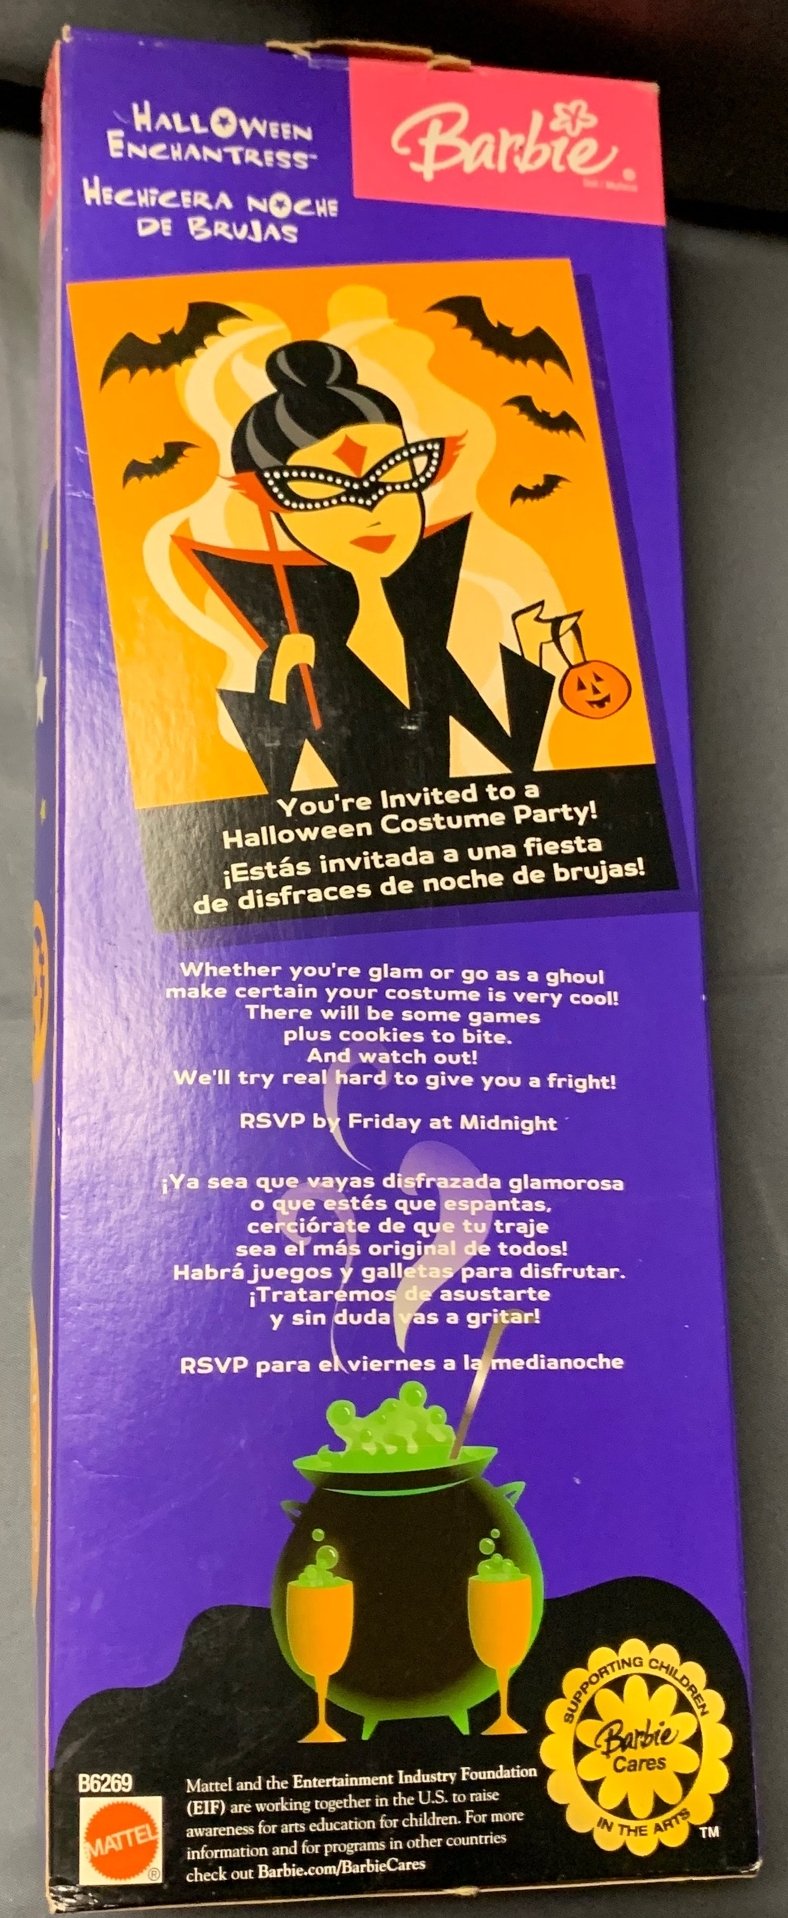 HALLOWEEN
ENCHANTRESS™
HECHICERA NOCHE
DE BRUJAS
Barbie®
You're Invited to a
Halloween Costume Party!
¡Estás invitada a una fiesta
de disfraces de noche de brujas!
Whether you're glam or go as a ghoul
make certain your costume is very cool!
There will be some games
plus cookies to bite.
And watch out!
We'll try real hard to give you a fright!
RSVP by Friday at Midnight
¡Ya sea que vayas disfrazada glamorosa
o que estés que espantas,
cerciórate de que tu traje
sea el más original de todos!
Habrá juegos y galletas para disfrutar.
¡Trataremos de asustarte
y sin duda vas a gritar!
RSVP para el viernes a la medianoche
SUPPORTING CHILDREN
Barbie
Cares
IN THE ARTS
TM
B6269
MATTEL
®
Mattel and the Entertainment Industry Foundation
(EIF) are working together in the U.S. to raise
awareness for arts education for children. For more
information and for programs in other countries
check out Barbie.com/BarbieCares